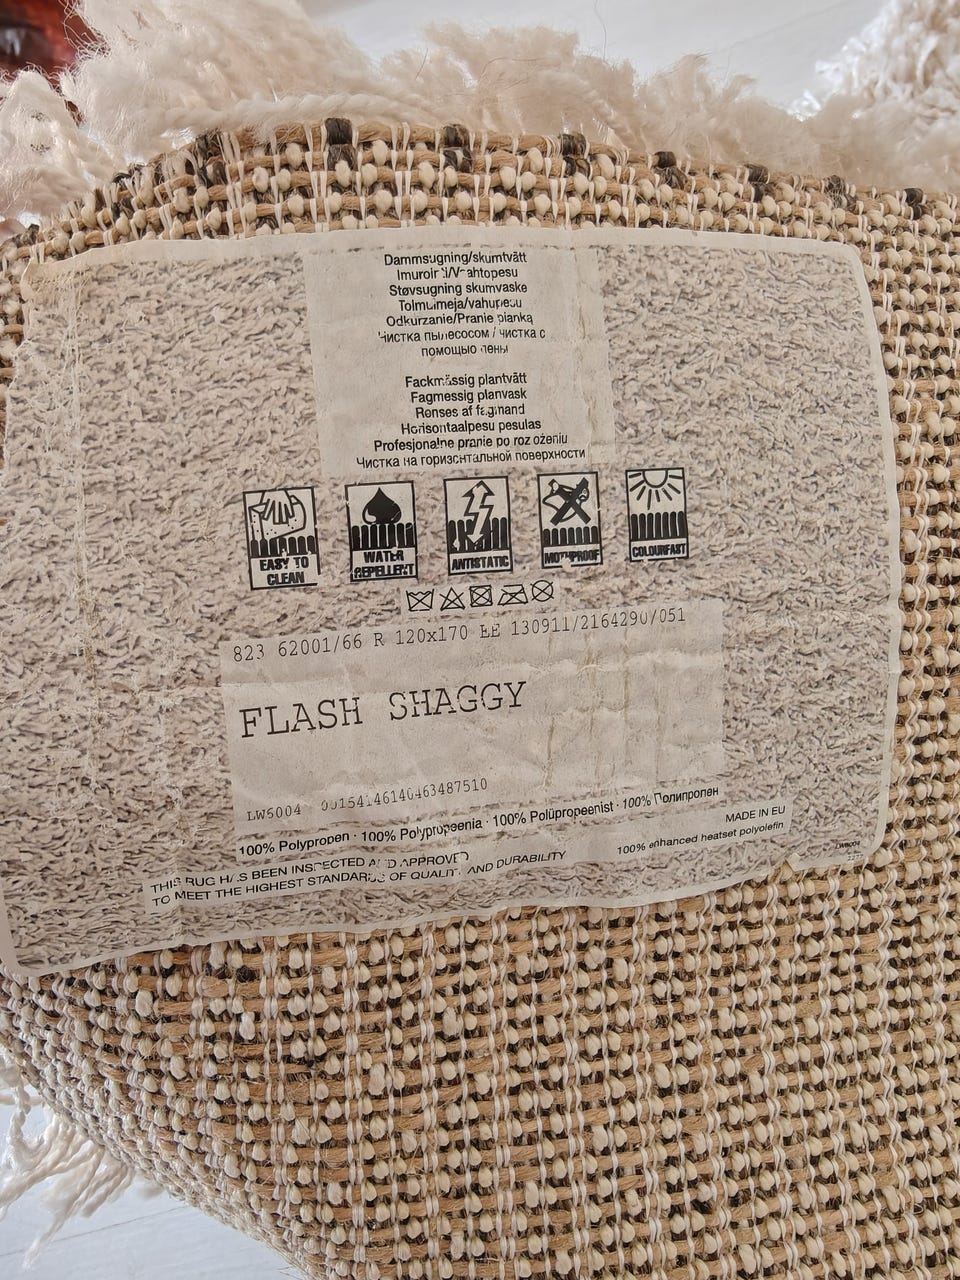 Dammsugning/skumtvätt
Støvsugning skumvaske
Odkurzanie/Pranie pianką
Чистка пылесосом / чистка с
помощью пены
Fackmässig plantvätt
Fagmessig planvask
Renses af fagmand
Horisontaalpesu pesulas
Profesjonalne pranie po roz ożeniu
Чистка на горизонтальной поверхности
EASY TO
CLEAN
WATER
REPELLENT
ANTISTATIC
MOTHPROOF
COLOURFAST
823 62001/66 R 120x170 EE 130911/2164290/051
FLASH SHAGGY
LW6004 00154146140463487510
100% Polypropen · 100% Polypropeenia · 100% Polüpropeenist · 100% Полипропен
MADE IN EU
100% enhanced heatset polyolefin
THIS RUG HAS BEEN INSPECTED AND APPROVED
TO MEET THE HIGHEST STANDARDS OF QUALITY AND DURABILITY
LW6004